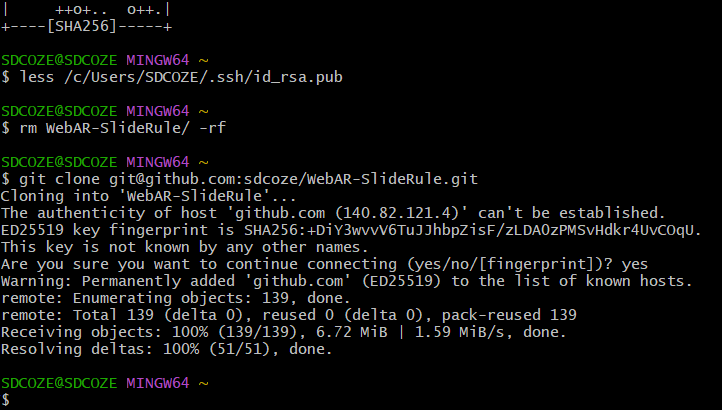 |     ++o+..  o++.|
+----[SHA256]-----+
SDCOZE@SDCOZE MINGW64 ~
$ less /c/Users/SDCOZE/.ssh/id_rsa.pub
SDCOZE@SDCOZE MINGW64 ~
$ rm WebAR-SlideRule/ -rf
SDCOZE@SDCOZE MINGW64 ~
$ git clone git@github.com:sdcoze/WebAR-SlideRule.git
Cloning into 'WebAR-SlideRule'...
The authenticity of host 'github.com (140.82.121.4)' can't be established.
ED25519 key fingerprint is SHA256:+DiY3wvvV6TuJJhbpZisF/zLDA0zPMSvHdkr4UvCOqU.
This key is not known by any other names.
Are you sure you want to continue connecting (yes/no/[fingerprint])? yes
Warning: Permanently added 'github.com' (ED25519) to the list of known hosts.
remote: Enumerating objects: 139, done.
remote: Total 139 (delta 0), reused 0 (delta 0), pack-reused 139
Receiving objects: 100% (139/139), 6.72 MiB | 1.59 MiB/s, done.
Resolving deltas: 100% (51/51), done.
SDCOZE@SDCOZE MINGW64 ~
$